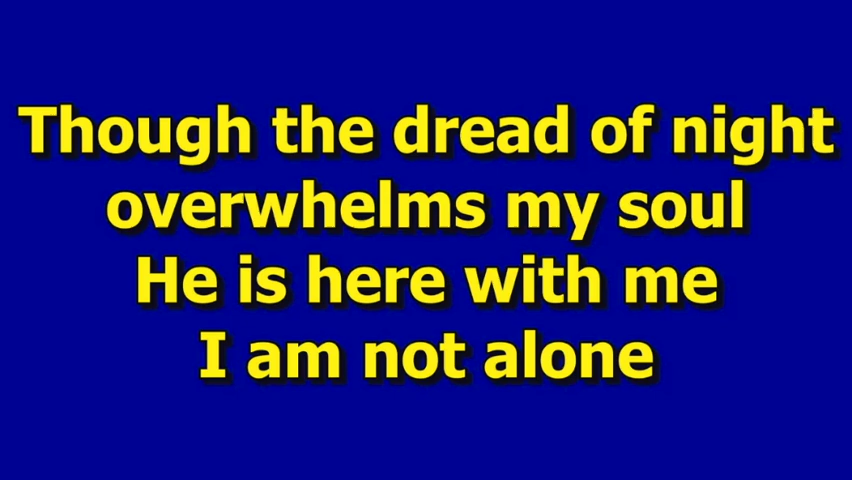 Though the dread of night
overwhelms my soul
He is here with me
I am not alone